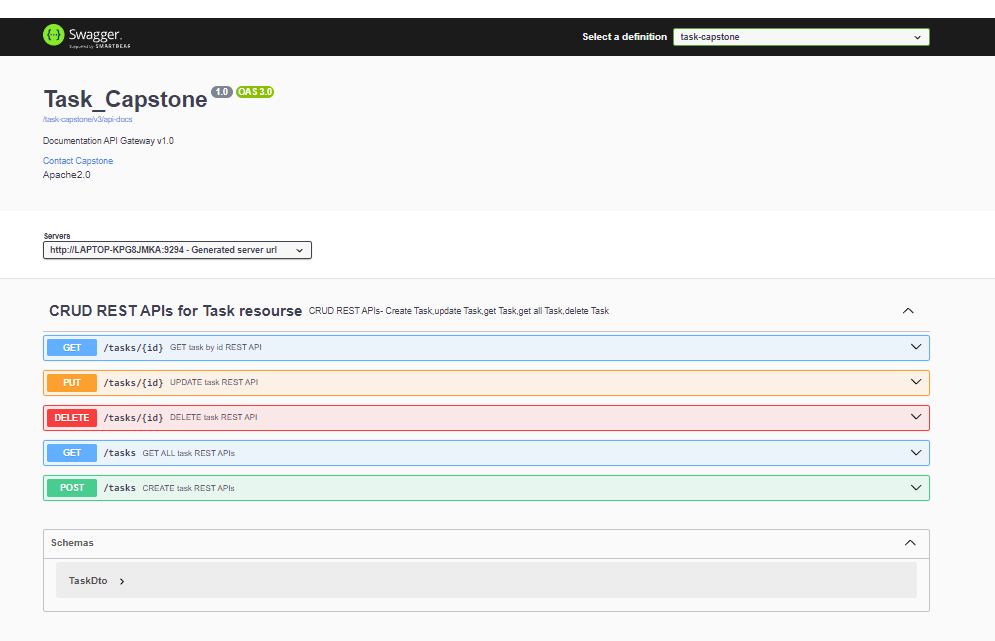 Swagger.
Supported by SMARTBEAR
Select a definition
task-capstone
Task_Capstone 1.0 OAS 3.0
/task-capstone/v3/api-docs
Documentation API Gateway v1.0
Contact Capstone
Apache2.0
Servers
http://LAPTOP-KPG8JMKA:9294 - Generated server url
CRUD REST APIs for Task resourse CRUD REST APIs- Create Task,update Task,get Task,get all Task,delete Task
GET /tasks/{id} GET task by id REST API
PUT /tasks/{id} UPDATE task REST API
DELETE /tasks/{id} DELETE task REST API
GET /tasks GET ALL task REST APIs
POST /tasks CREATE task REST APIs
Schemas
TaskDto